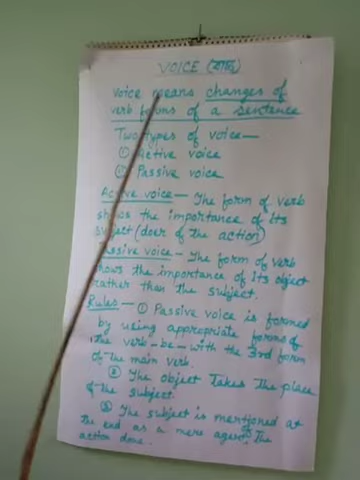 VOICE (वाच्य)
Voice means changes of
verb forms of a sentence
Two types of voice—
① Active voice
② Passive voice
Active voice— The form of verb
shows the importance of its
subject (doer of the action)
Passive voice- The form of verb
shows the importance of its object
rather than the subject.
Rules— ① Passive voice is formed
by using appropriate forms of
the verb-be-with the 3rd form
of the main verb.
② The object takes the place
of the subject.
③ The subject is mentioned at
the end as a mere agent of the
action done.